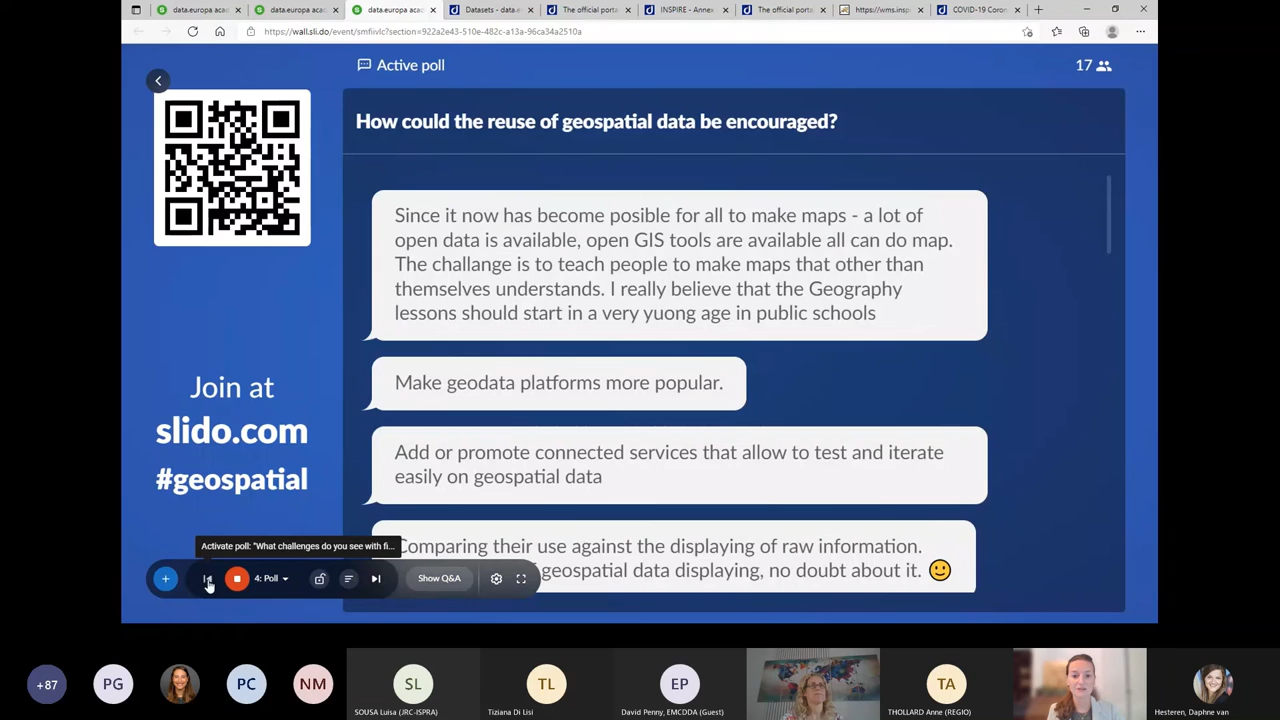 data.europa acad
data.europa acad
data.europa acad
Datasets - data.e
The official porta
INSPIRE - Annex
The official porta
https://wms.insp
COVID-19 Coron
https://wall.sli.do/event/smfiivlc?section=922a2e43-510e-482c-a13a-96ca34a2510a
Active poll
17
How could the reuse of geospatial data be encouraged?
Since it now has become posible for all to make maps - a lot of
open data is available, open GIS tools are available all can do map.
The challange is to teach people to make maps that other than
themselves understands. I really believe that the Geography
lessons should start in a very yuong age in public schools
Make geodata platforms more popular.
Add or promote connected services that allow to test and iterate
easily on geospatial data
Comparing their use against the displaying of raw information.
geospatial data displaying, no doubt about it. 🙂
Join at
slido.com
#geospatial
Activate poll: "What challenges do you see with fi...
4: Poll
Show Q&A
+87
PG
PC
NM
SL
TL
EP
TA
SOUSA Luisa (JRC-ISPRA)
Tiziana Di Lisi
David Penny, EMCDDA (Guest)
THOLLARD Anne (REGIO)
Hesteren, Daphne van